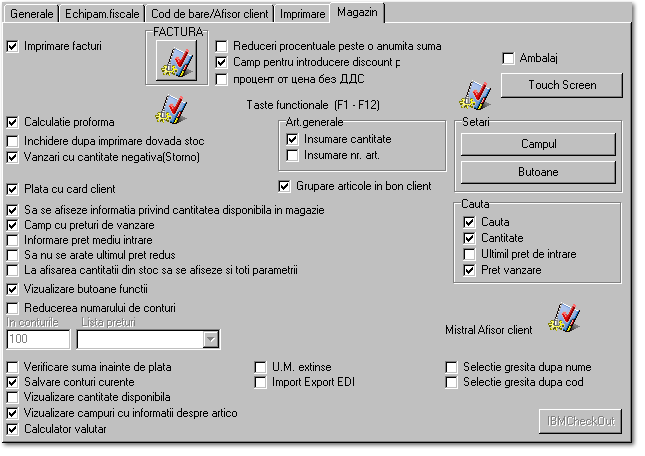 Generale Echipam.fiscale Cod de bare/Afisor client Imprimare Magazin
FACTURA
Imprimare facturi
Reduceri procentuale peste o anumita suma
Camp pentru introducere discount p
процент от цена без ДДС
Ambalaj
Touch Screen
Taste functionale (F1 - F12)
Calculatie proforma
Inchidere dupa imprimare dovada stoc
Vanzari cu cantitate negativa(Storno)
Art.generale
Insumare cantitate
Insumare nr. art.
Setari
Campul
Butoane
Plata cu card client
Grupare articole in bon client
Sa se afiseze informatia privind cantitatea disponibila in magazie
Camp cu preturi de vanzare
Informare pret mediu intrare
Sa nu se arate ultimul pret redus
La afisarea cantitatii din stoc sa se afiseze si toti parametrii
Cauta
Cauta
Cantitate
Ultimil pret de intrare
Pret vanzare
Vizualizare butoane functii
Reducerea numarului de conturi
In conturile Lista preturi
100
Mistral Afisor client
Verificare suma inainte de plata
Salvare conturi curente
Vizualizare cantitate disponibila
Vizualizare campuri cu informatii despre artico
Calculator valutar
U.M. extinse
Import Export EDI
Selectie gresita dupa nume
Selectie gresita dupa cod
IBMCheckOut